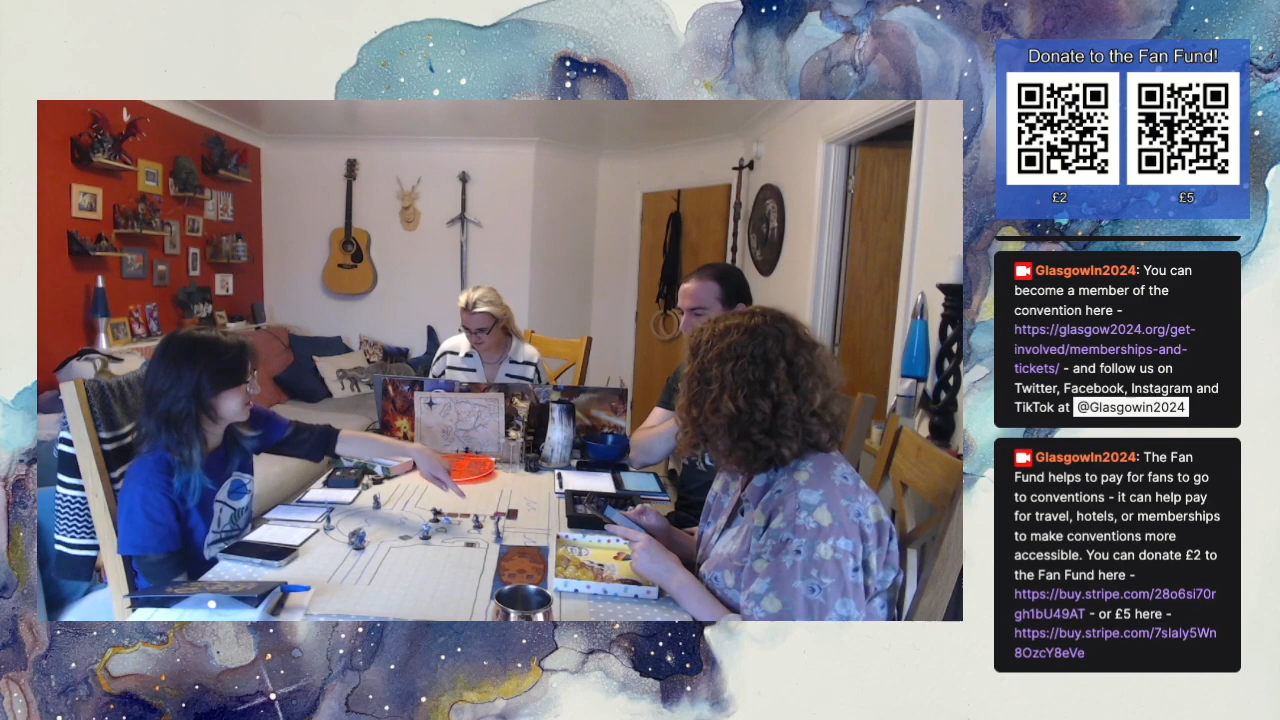 Donate to the Fan Fund!
£2
£5
GlasgowIn2024: You can
become a member of the
convention here -
https://glasgow2024.org/get-
involved/memberships-and-
tickets/ - and follow us on
Twitter, Facebook, Instagram and
TikTok at @Glasgowin2024
GlasgowIn2024: The Fan
Fund helps to pay for fans to go
to conventions - it can help pay
for travel, hotels, or memberships
to make conventions more
accessible. You can donate £2 to
the Fan Fund here -
https://buy.stripe.com/28o6si70r
gh1bU49AT - or £5 here -
https://buy.stripe.com/7sIaly5Wn
8OzcY8eVe